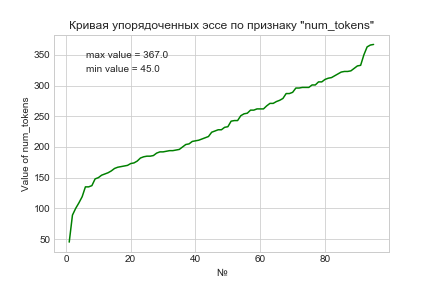 Кривая упорядоченных эссе по признаку "num_tokens"
max value = 367.0
min value = 45.0
Value of num_tokens
350
300
250
200
150
100
50
0 20 40 60 80
№